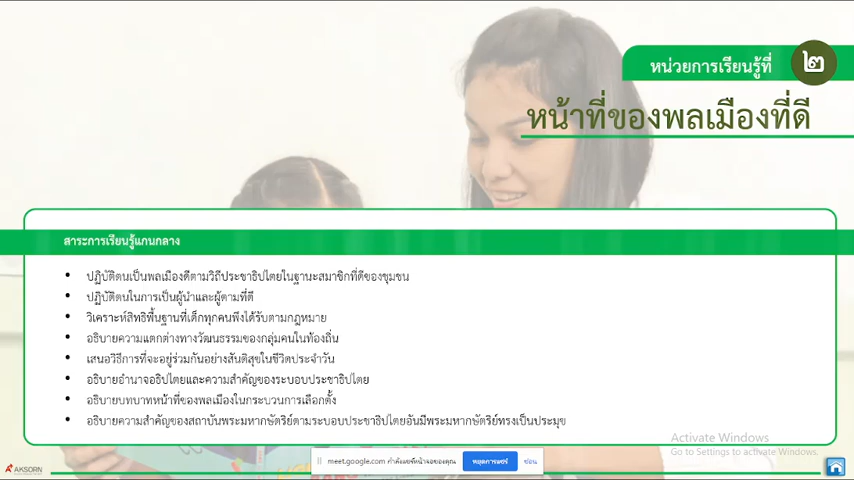 หน่วยการเรียนรู้ที่ ๒
หน้าที่ของพลเมืองที่ดี
สาระการเรียนรู้แกนกลาง
• ปฏิบัติตนเป็นพลเมืองดีตามวิถีประชาธิปไตยในฐานะสมาชิกที่ดีของชุมชน
• ปฏิบัติตนในการเป็นผู้นำและผู้ตามที่ดี
• วิเคราะห์สิทธิพื้นฐานที่เด็กทุกคนพึงได้รับตามกฎหมาย
• อธิบายความแตกต่างทางวัฒนธรรมของกลุ่มคนในท้องถิ่น
• เสนอวิธีการที่จะอยู่ร่วมกันอย่างสันติสุขในชีวิตประจำวัน
• อธิบายอำนาจอธิปไตยและความสำคัญของระบอบประชาธิปไตย
• อธิบายบทบาทหน้าที่ของพลเมืองในกระบวนการเลือกตั้ง
• อธิบายความสำคัญของสถาบันพระมหากษัตริย์ตามระบอบประชาธิปไตยอันมีพระมหากษัตริย์ทรงเป็นประมุข
Activate Windows
Go to Settings to activate Windows.
meet.google.com กำลังแชร์หน้าจอของคุณ หยุดการแชร์ ซ่อน
AKSORN